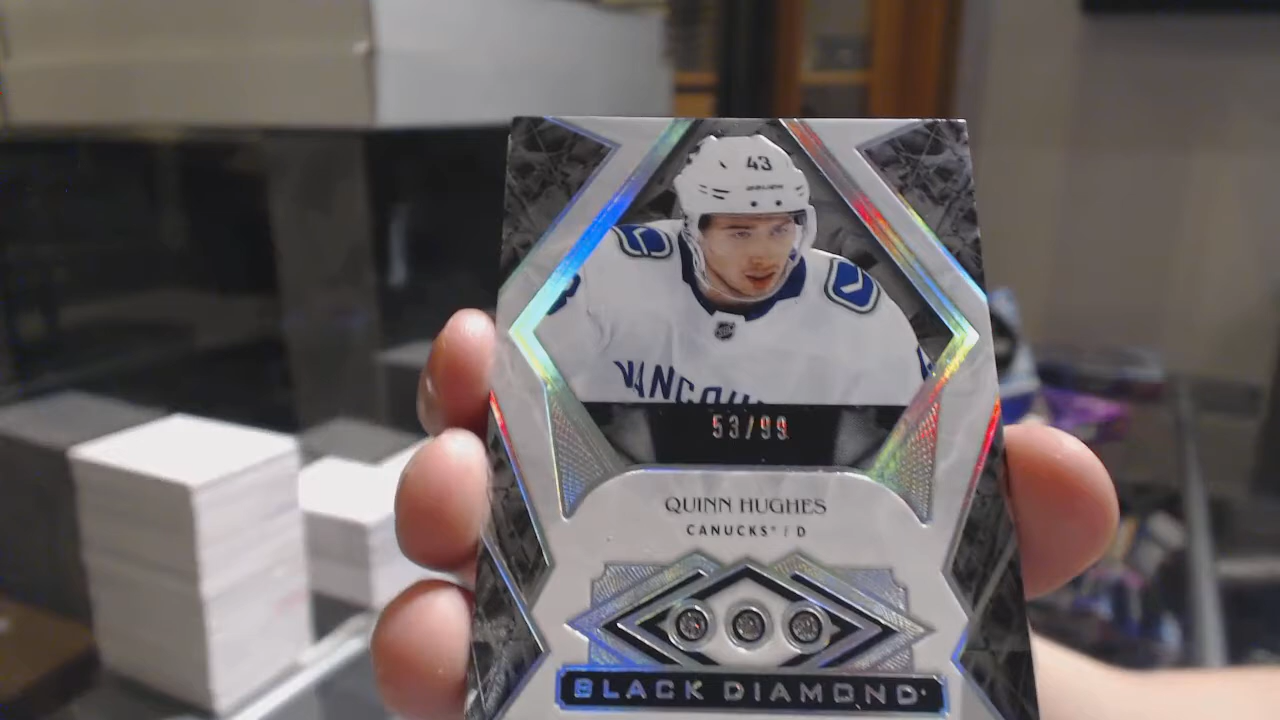 43
VANCOU
53/99
QUINN HUGHES
CANUCKS® / D
BLACK DIAMOND